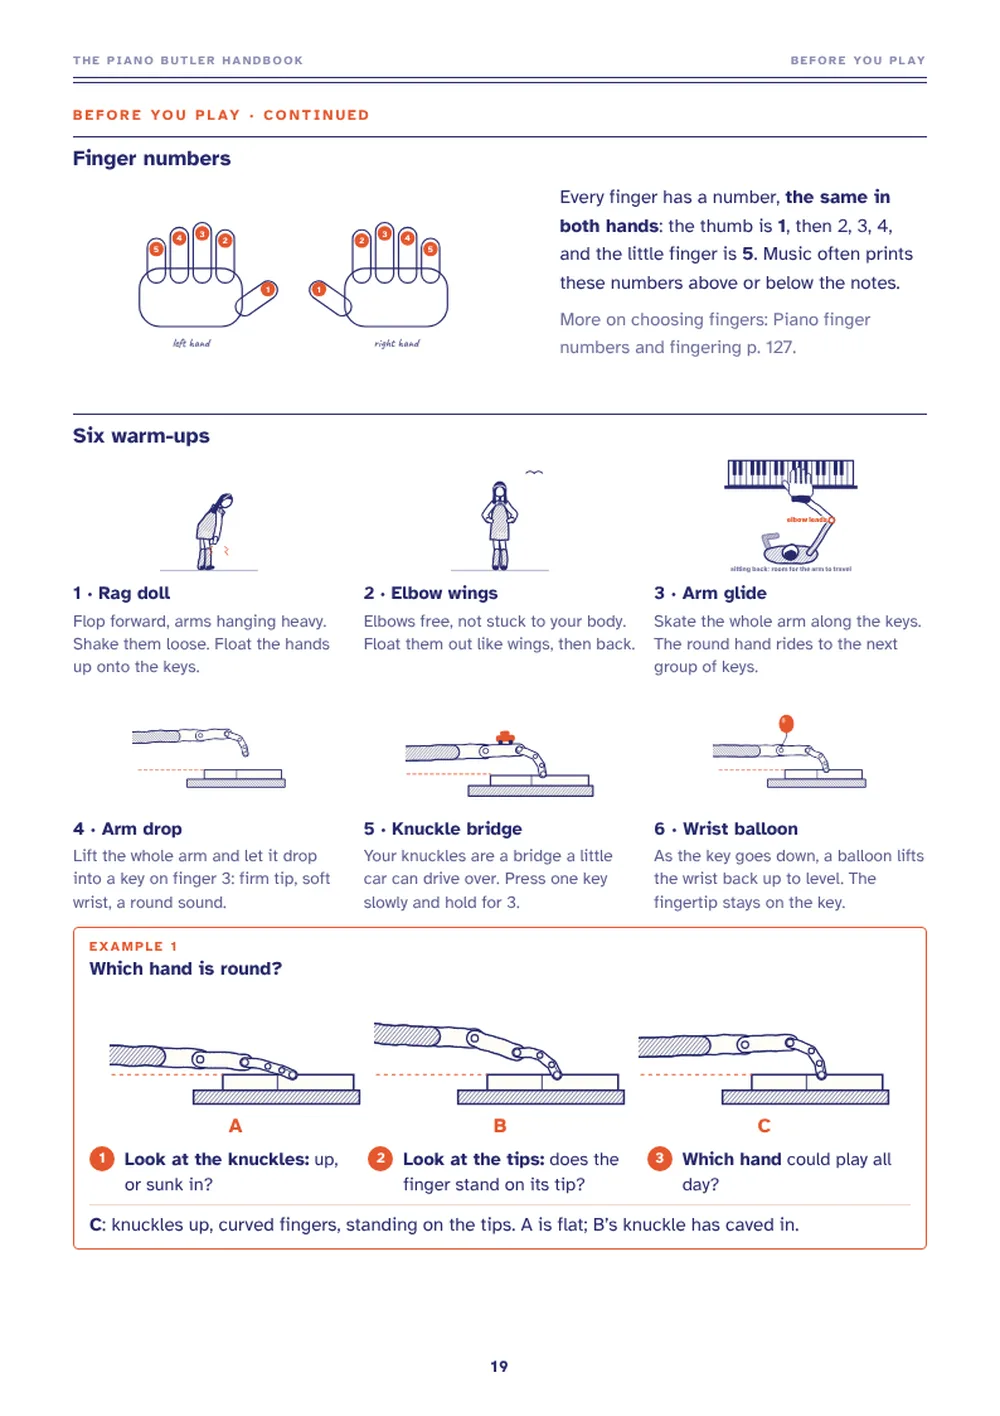 THE PIANO BUTLER HANDBOOK
BEFORE YOU PLAY
BEFORE YOU PLAY · CONTINUED
Finger numbers
5
4
3
2
1
1
2
3
4
5
left hand
right hand
Every finger has a number, the same in
both hands: the thumb is 1, then 2, 3, 4,
and the little finger is 5. Music often prints
these numbers above or below the notes.
More on choosing fingers: Piano finger
numbers and fingering p. 127.
Six warm-ups
elbow leads
sitting back: room for the arm to travel
1 · Rag doll
Flop forward, arms hanging heavy.
Shake them loose. Float the hands
up onto the keys.
2 · Elbow wings
Elbows free, not stuck to your body.
Float them out like wings, then back.
3 · Arm glide
Skate the whole arm along the keys.
The round hand rides to the next
group of keys.
4 · Arm drop
Lift the whole arm and let it drop
into a key on finger 3: firm tip, soft
wrist, a round sound.
5 · Knuckle bridge
Your knuckles are a bridge a little
car can drive over. Press one key
slowly and hold for 3.
6 · Wrist balloon
As the key goes down, a balloon lifts
the wrist back up to level. The
fingertip stays on the key.
EXAMPLE 1
Which hand is round?
A
B
C
1 Look at the knuckles: up,
or sunk in?
2 Look at the tips: does the
finger stand on its tip?
3 Which hand could play all
day?
C: knuckles up, curved fingers, standing on the tips. A is flat; B’s knuckle has caved in.
19